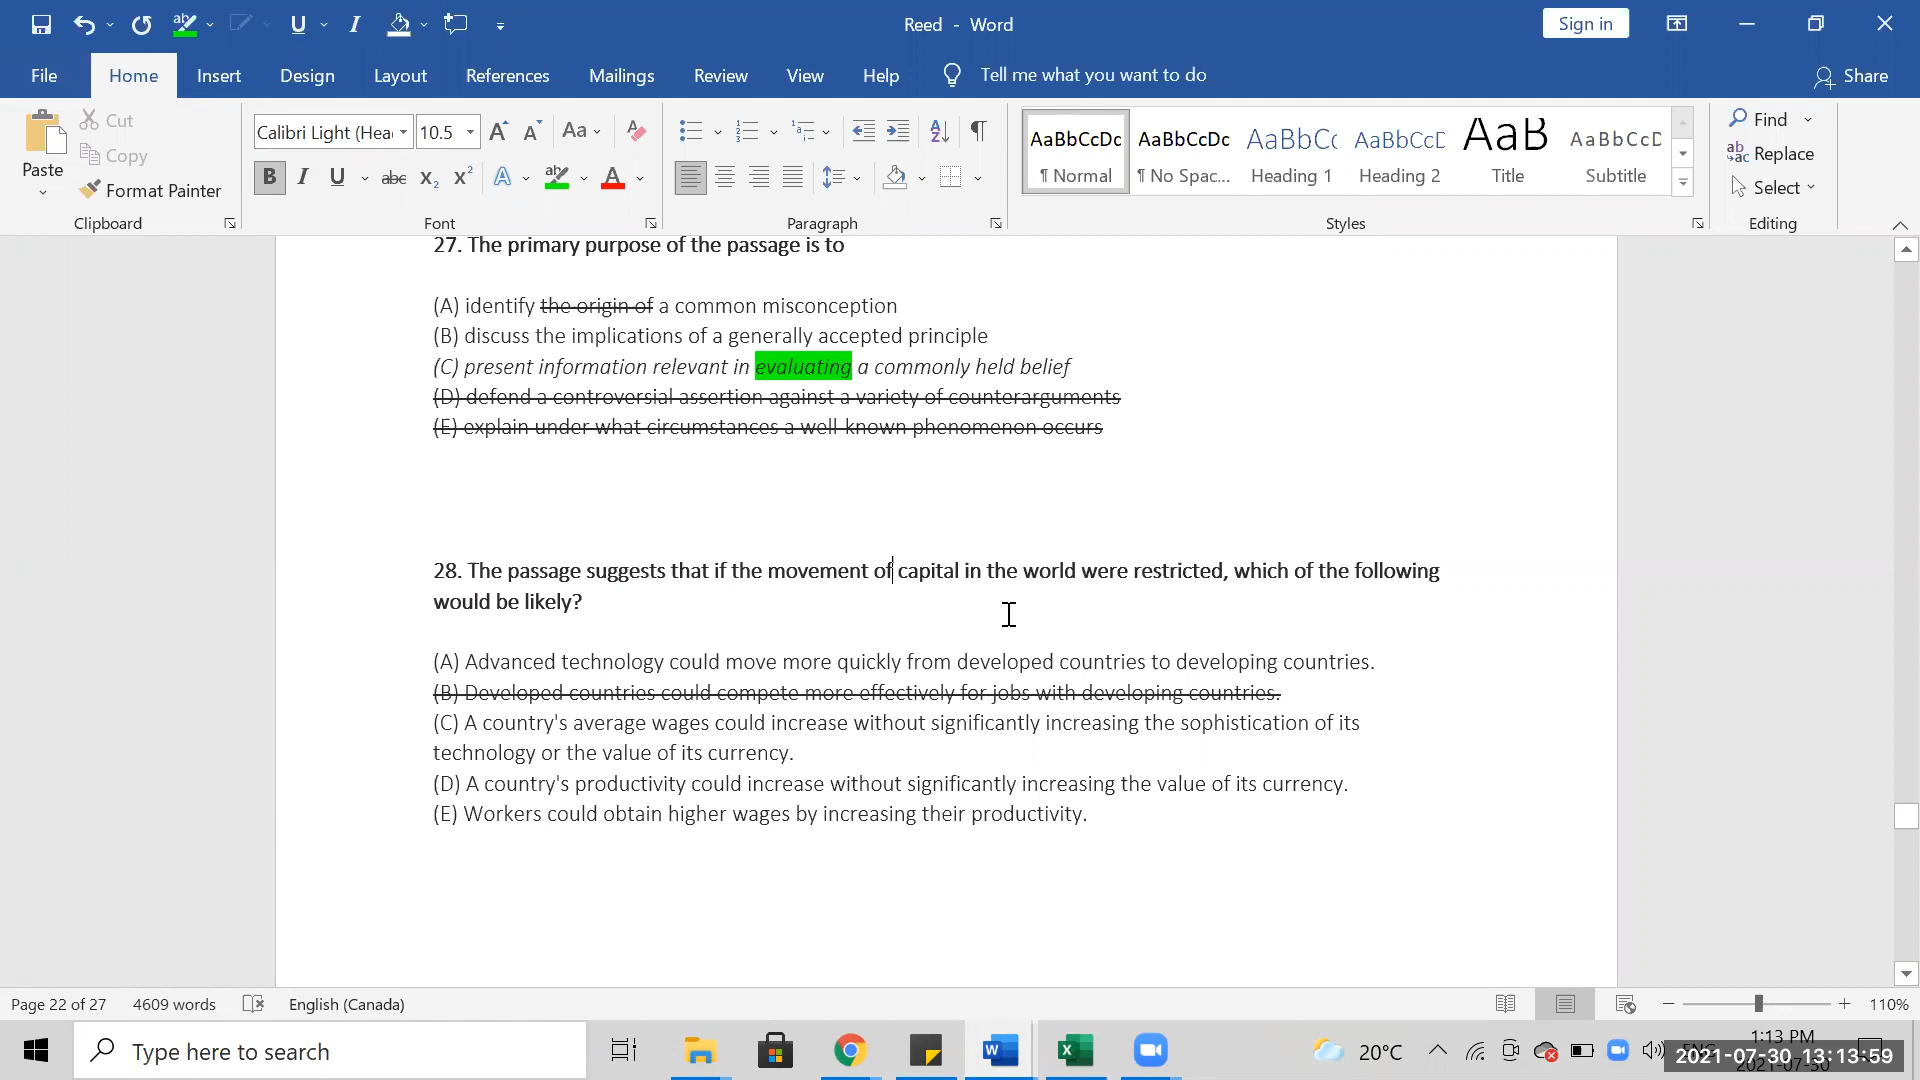 Reed - Word
Sign in
File Home Insert Design Layout References Mailings Review View Help Tell me what you want to do Share
Paste Cut Copy Format Painter
Calibri Light (Hea 10.5
AaBbCcDc AaBbCcDc AaBbCc AaBbCcD AaB AaBbCcD
¶ Normal ¶ No Spac... Heading 1 Heading 2 Title Subtitle
Find Replace Select
Clipboard Font Paragraph Styles Editing
27. The primary purpose of the passage is to
(A) identify the origin of a common misconception
(B) discuss the implications of a generally accepted principle
(C) present information relevant in evaluating a commonly held belief
(D) defend a controversial assertion against a variety of counterarguments
(E) explain under what circumstances a well-known phenomenon occurs
28. The passage suggests that if the movement of capital in the world were restricted, which of the following
would be likely?
(A) Advanced technology could move more quickly from developed countries to developing countries.
(B) Developed countries could compete more effectively for jobs with developing countries.
(C) A country's average wages could increase without significantly increasing the sophistication of its
technology or the value of its currency.
(D) A country's productivity could increase without significantly increasing the value of its currency.
(E) Workers could obtain higher wages by increasing their productivity.
Page 22 of 27 4609 words English (Canada) 110%
Type here to search
20°C
1:13 PM
2021-07-30 13:13:59